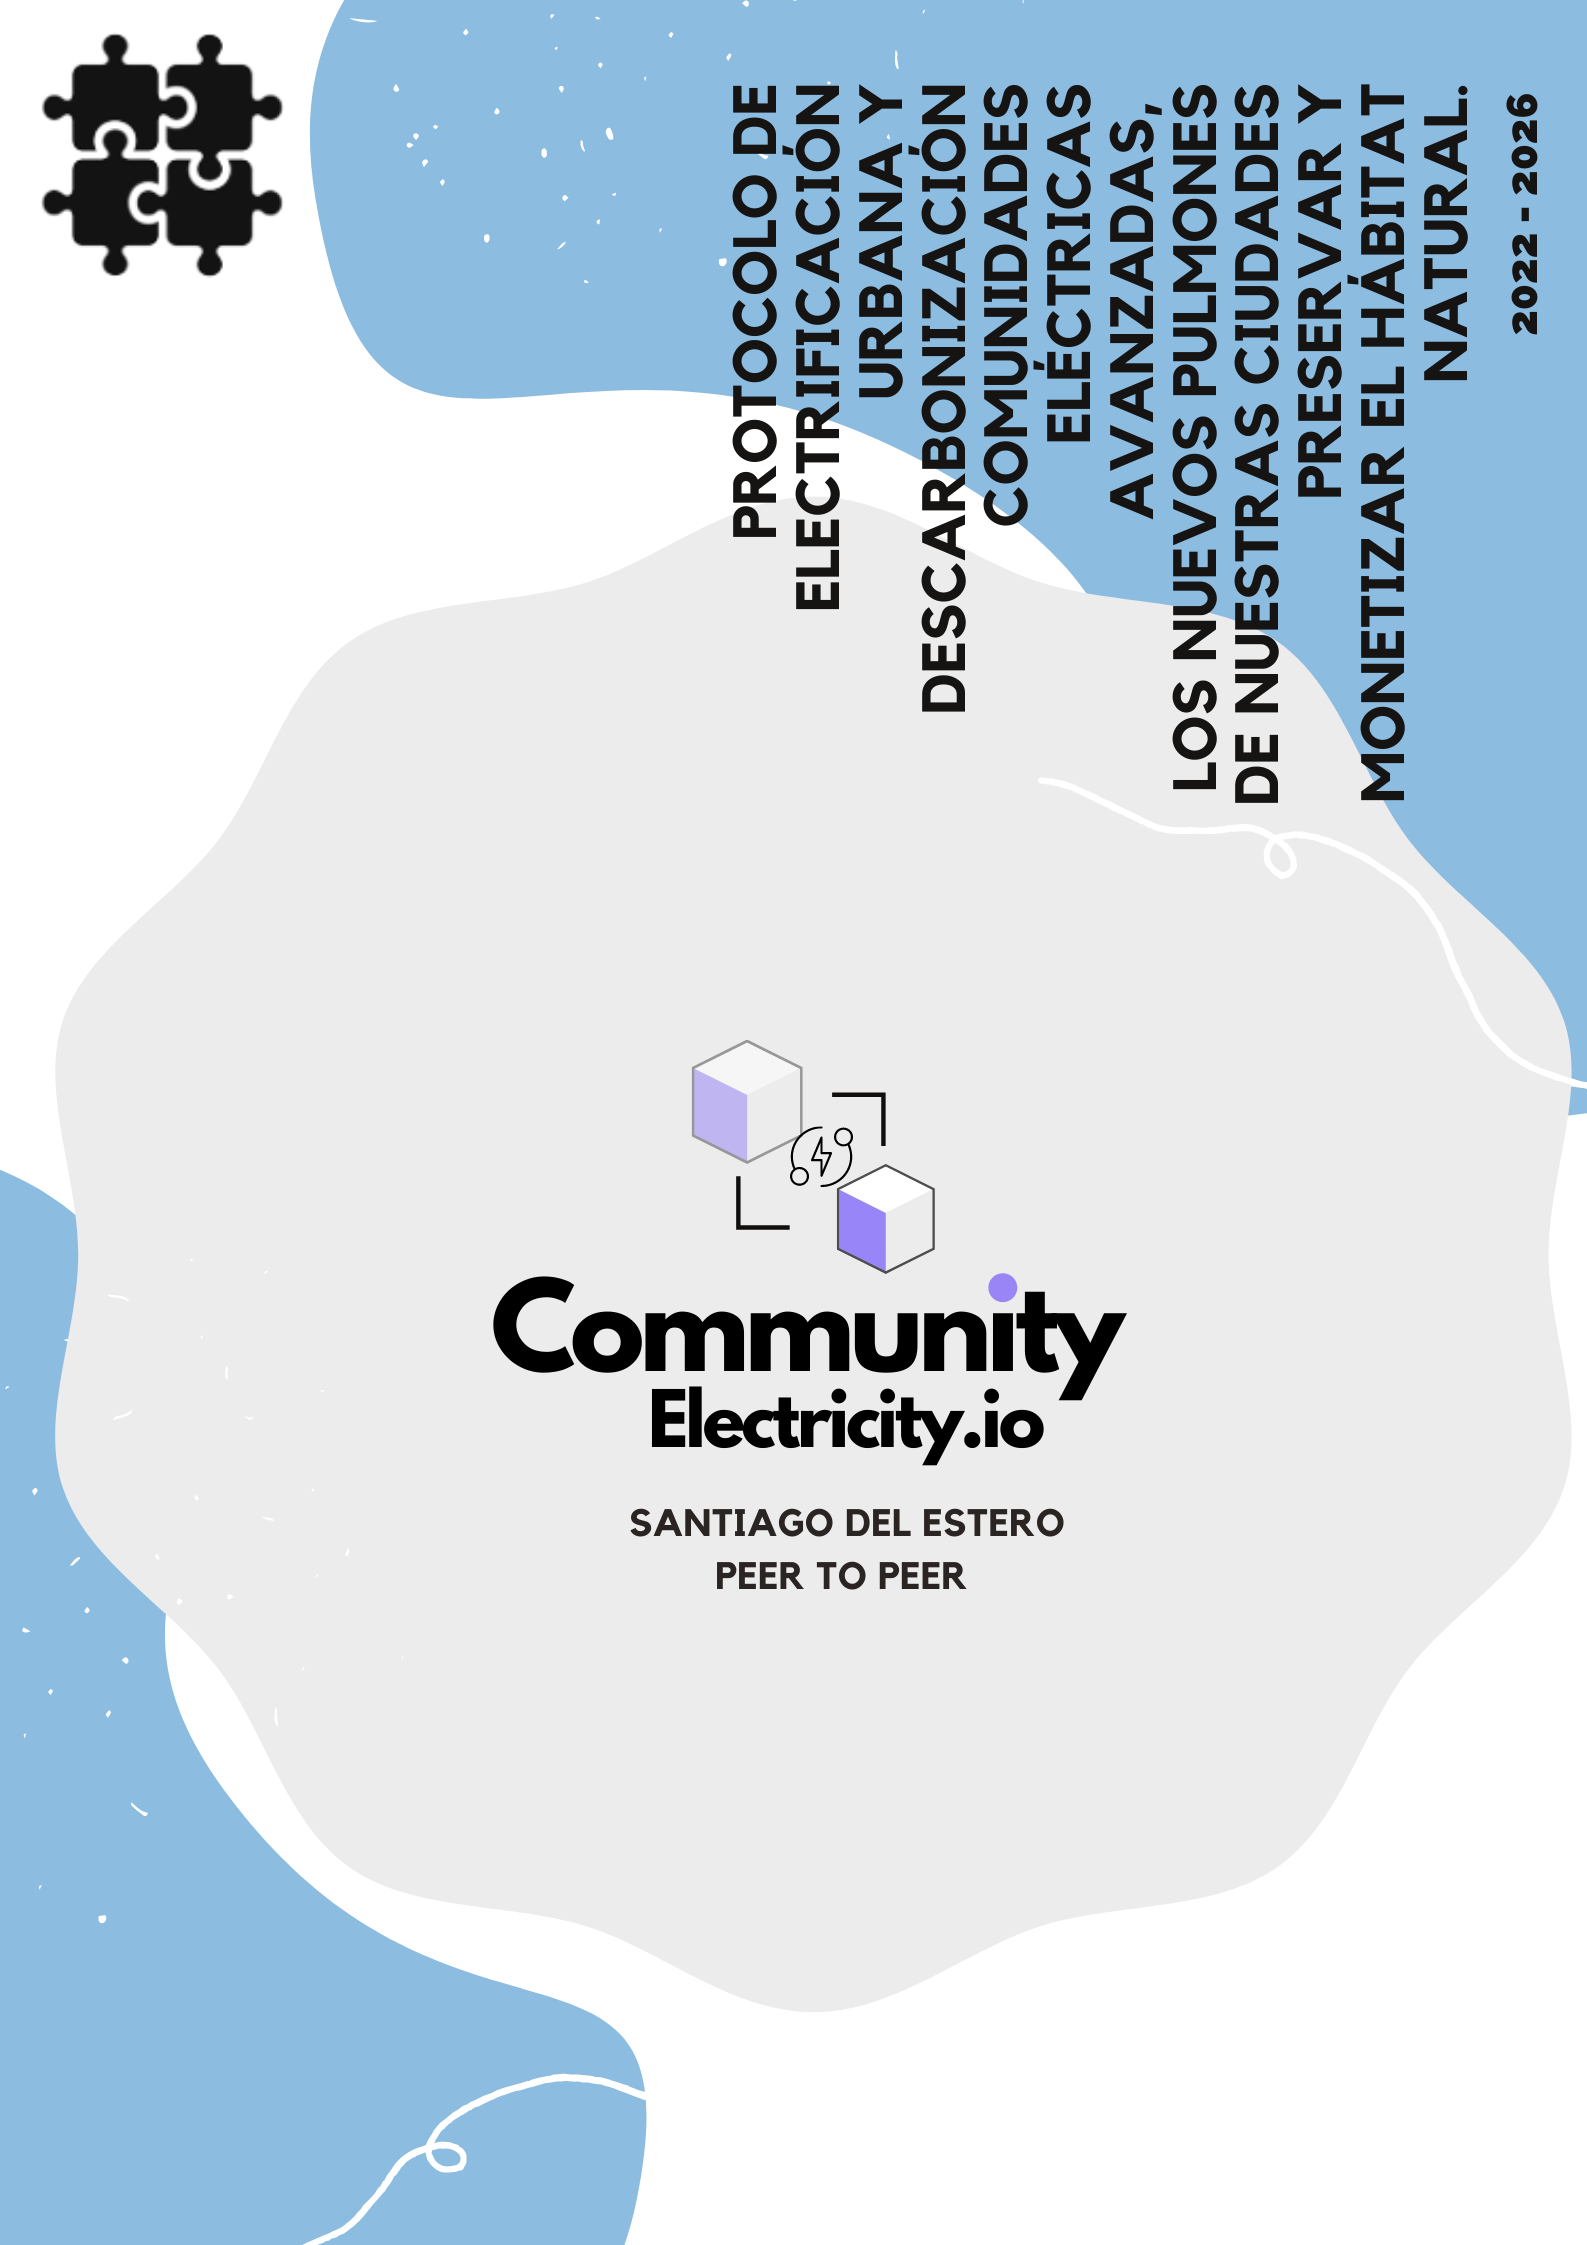 PROTOCOLO DE
ELECTRIFICACIÓN
URBANA Y
DESCARBONIZACIÓN
COMUNIDADES
ELÉCTRICAS
AVANZADAS,
LOS NUEVOS PULMONES
DE NUESTRAS CIUDADES
PRESERVAR Y
MONETIZAR EL HÁBITAT
NATURAL.
2022 - 2026
Community
Electricity.io
SANTIAGO DEL ESTERO
PEER TO PEER